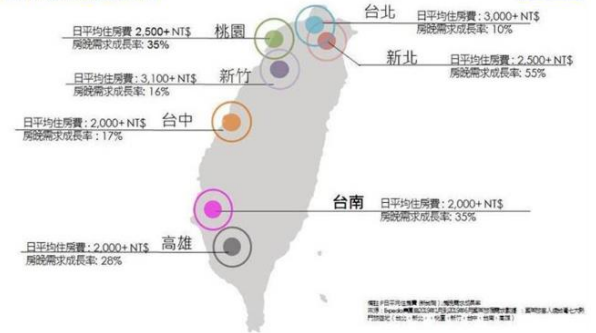 台北
日平均住房費 : 3,000+ NT$
房晚需求成長率: 10%
桃園
日平均住房費 2,500+ NT$
房晚需求成長率: 35%
新北
日平均住房費 : 2,500+ NT$
房晚需求成長率: 55%
新竹
日平均住房費 : 3,100+ NT$
房晚需求成長率: 16%
台中
日平均住房費 : 2,000+ NT$
房晚需求成長率 : 17%
台南
日平均住房費 : 2,000+ NT$
房晚需求成長率: 35%
高雄
日平均住房費 : 2,000+ NT$
房晚需求成長率: 28%